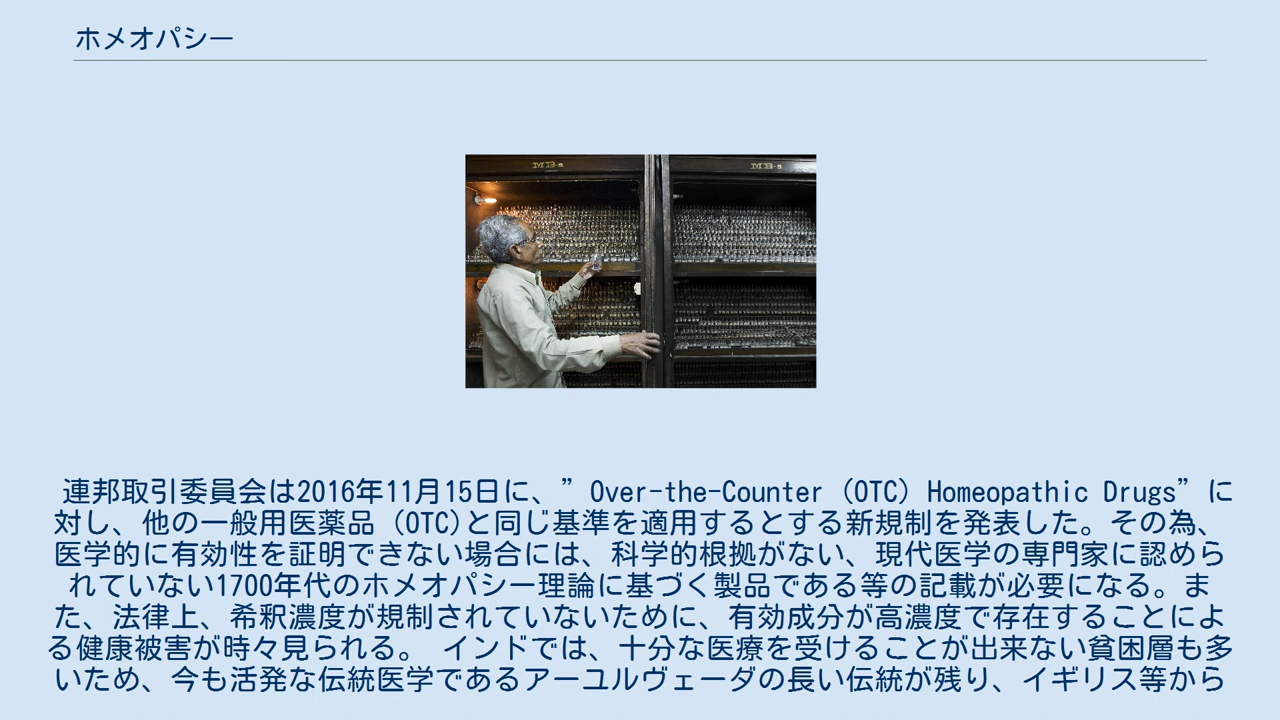 ホメオパシー
連邦取引委員会は2016年11月15日に、”Over-the-Counter (OTC) Homeopathic Drugs”に
対し、他の一般用医薬品 (OTC)と同じ基準を適用するとする新規制を発表した。その為、
医学的に有効性を証明できない場合には、科学的根拠がない、現代医学の専門家に認めら
れていない1700年代のホメオパシー理論に基づく製品である等の記載が必要になる。ま
た、法律上、希釈濃度が規制されていないために、有効成分が高濃度で存在することによ
る健康被害が時々見られる。 インドでは、十分な医療を受けることが出来ない貧困層も多
いため、今も活発な伝統医学であるアーユルヴェーダの長い伝統が残り、イギリス等から